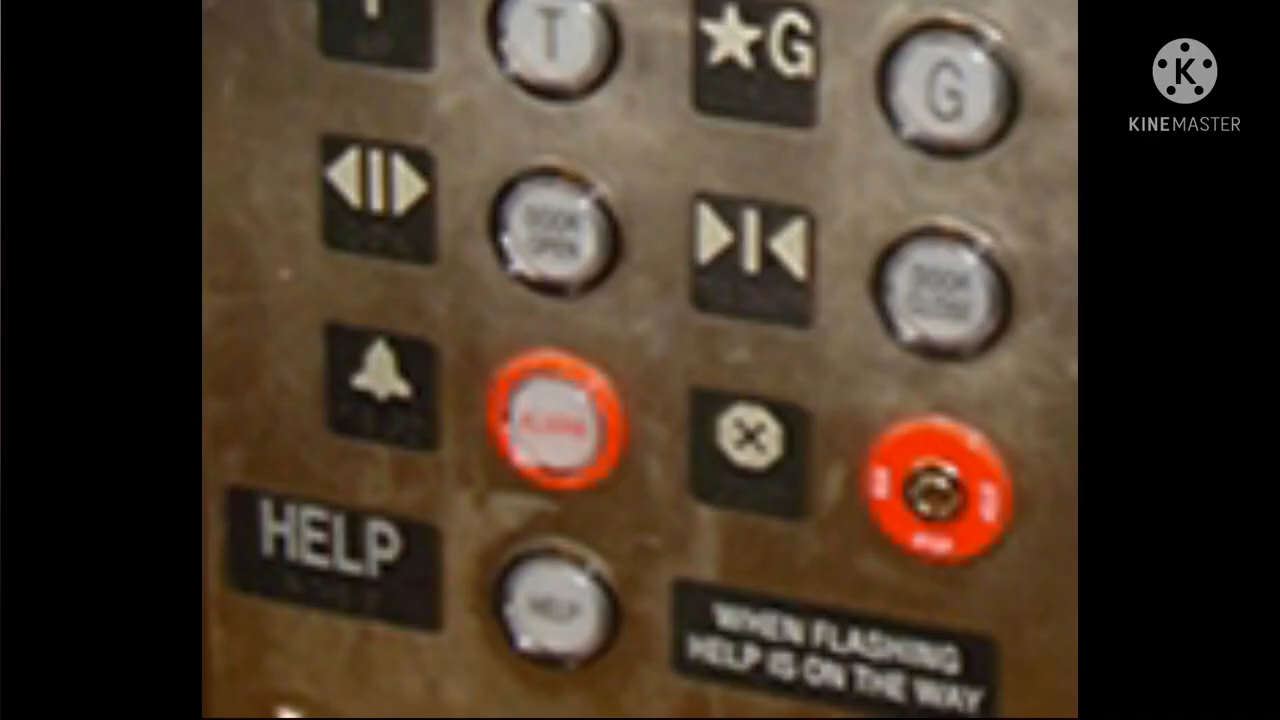 T
★G
G
DOOR
OPEN
DOOR
CLOSE
ALARM
HELP
HELP
WHEN FLASHING
HELP IS ON THE WAY
K
KINEMASTER